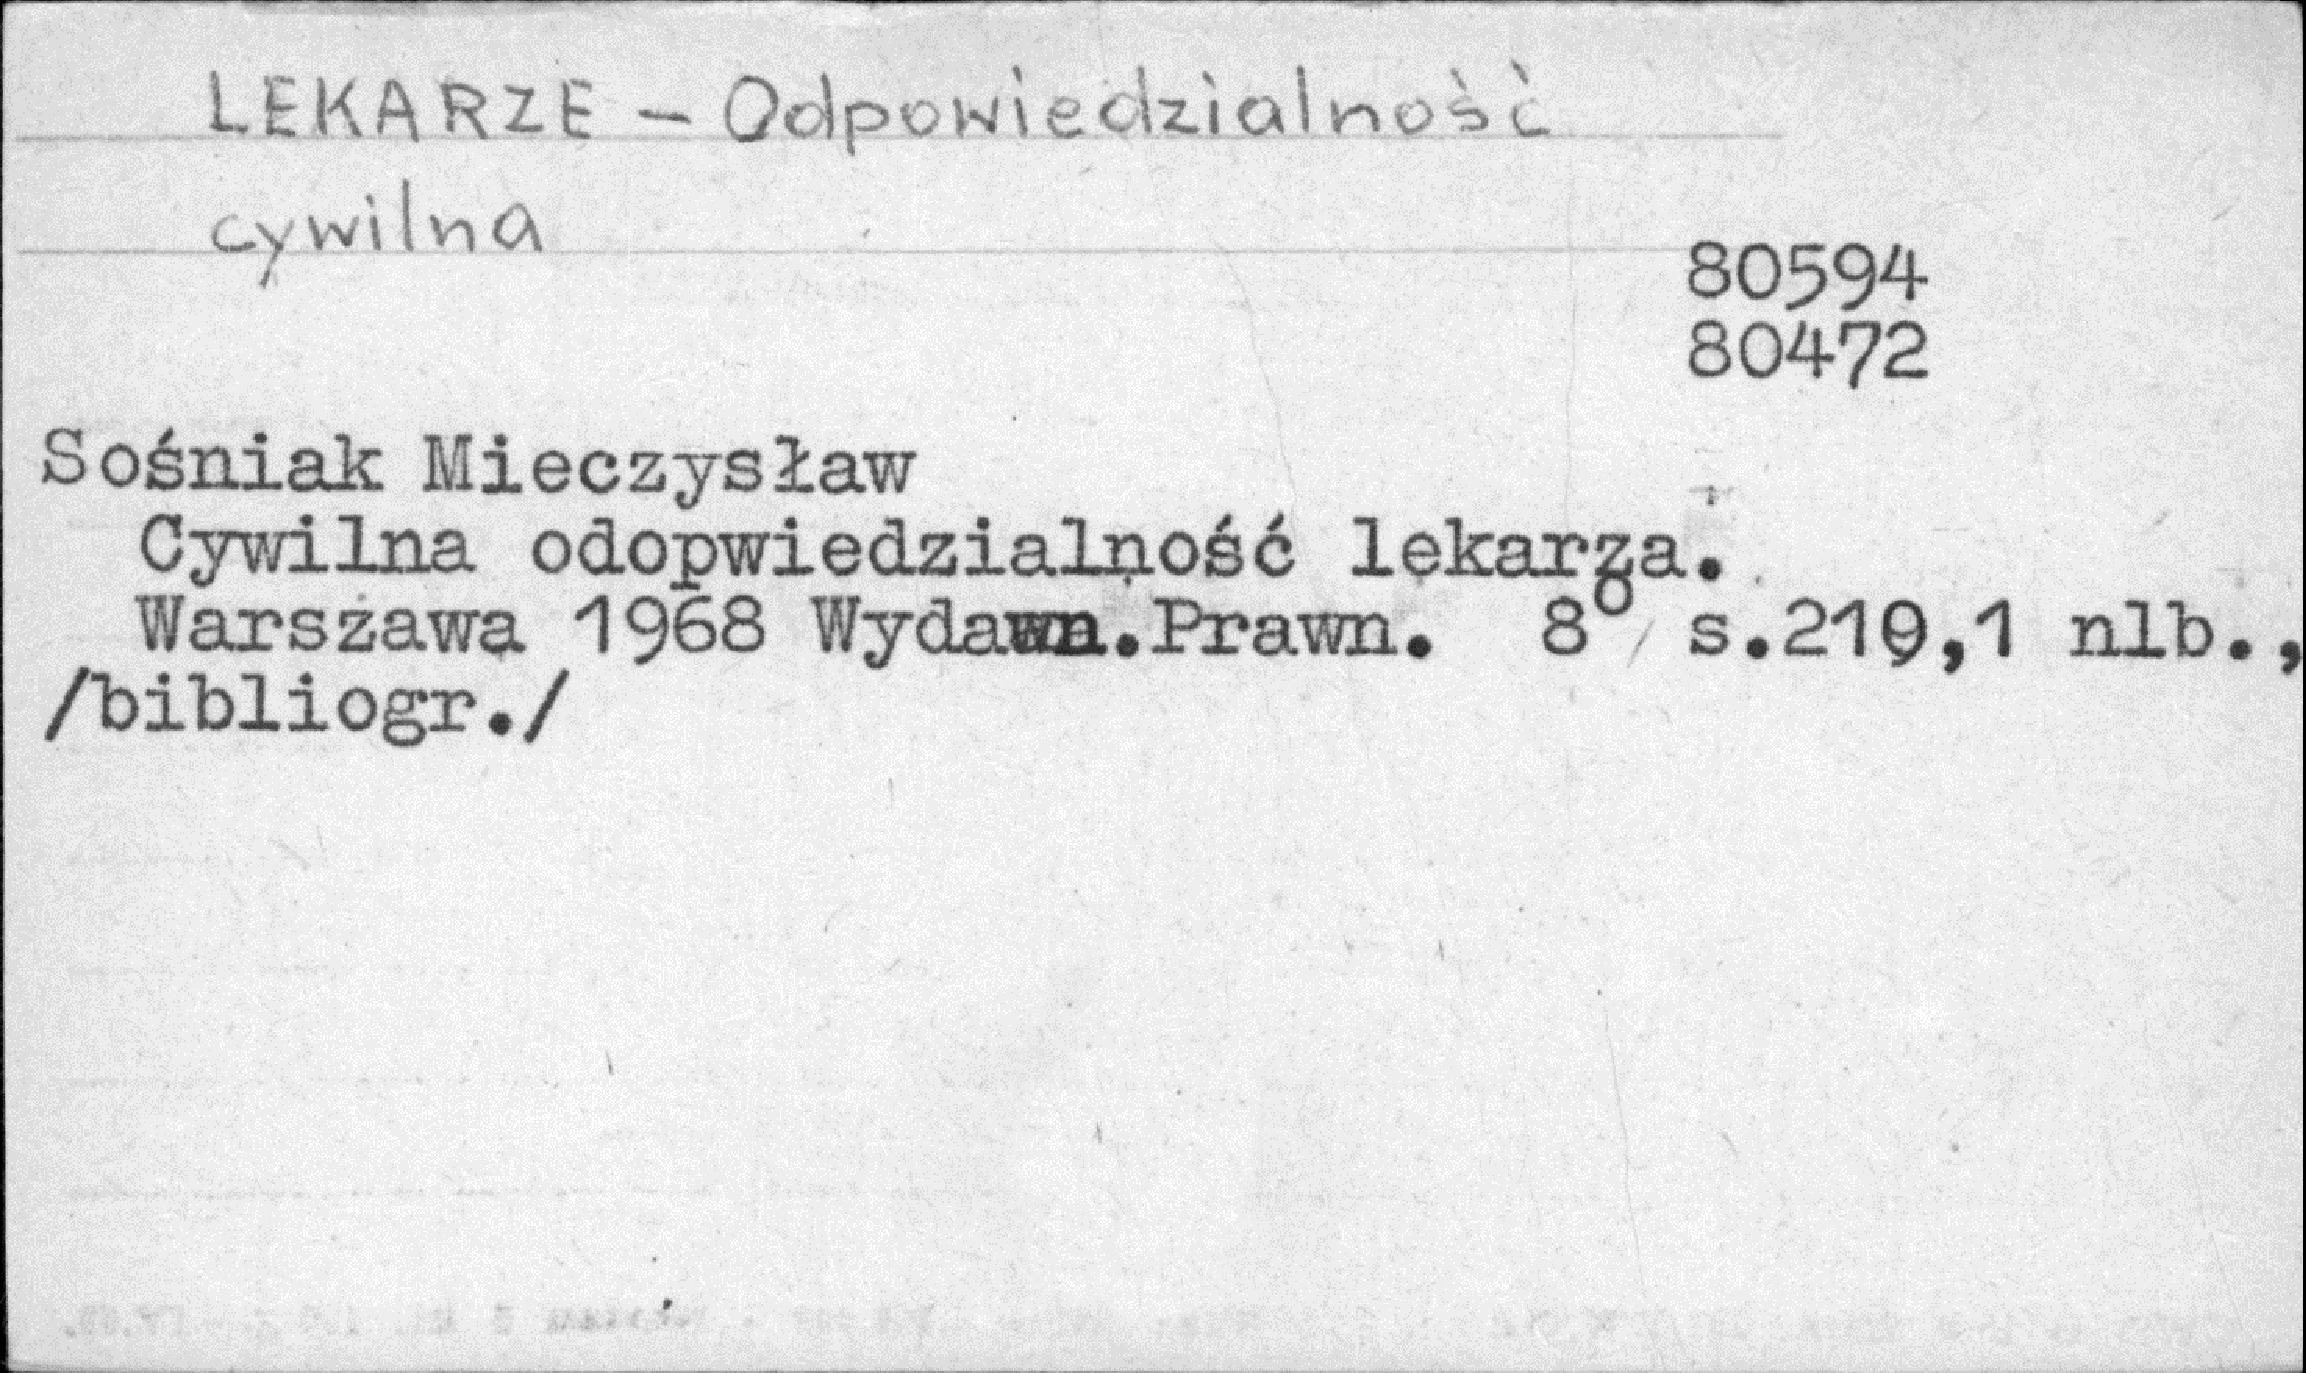 LEKARZE – Odpowiedzialność
cywilna
80594
80472
Sośniak Mieczysław
Cywilna odopwiedzialność lekarza.
Warszawa 1968 Wydawn.Prawn. 8° s.219,1 nlb.,
/bibliogr./